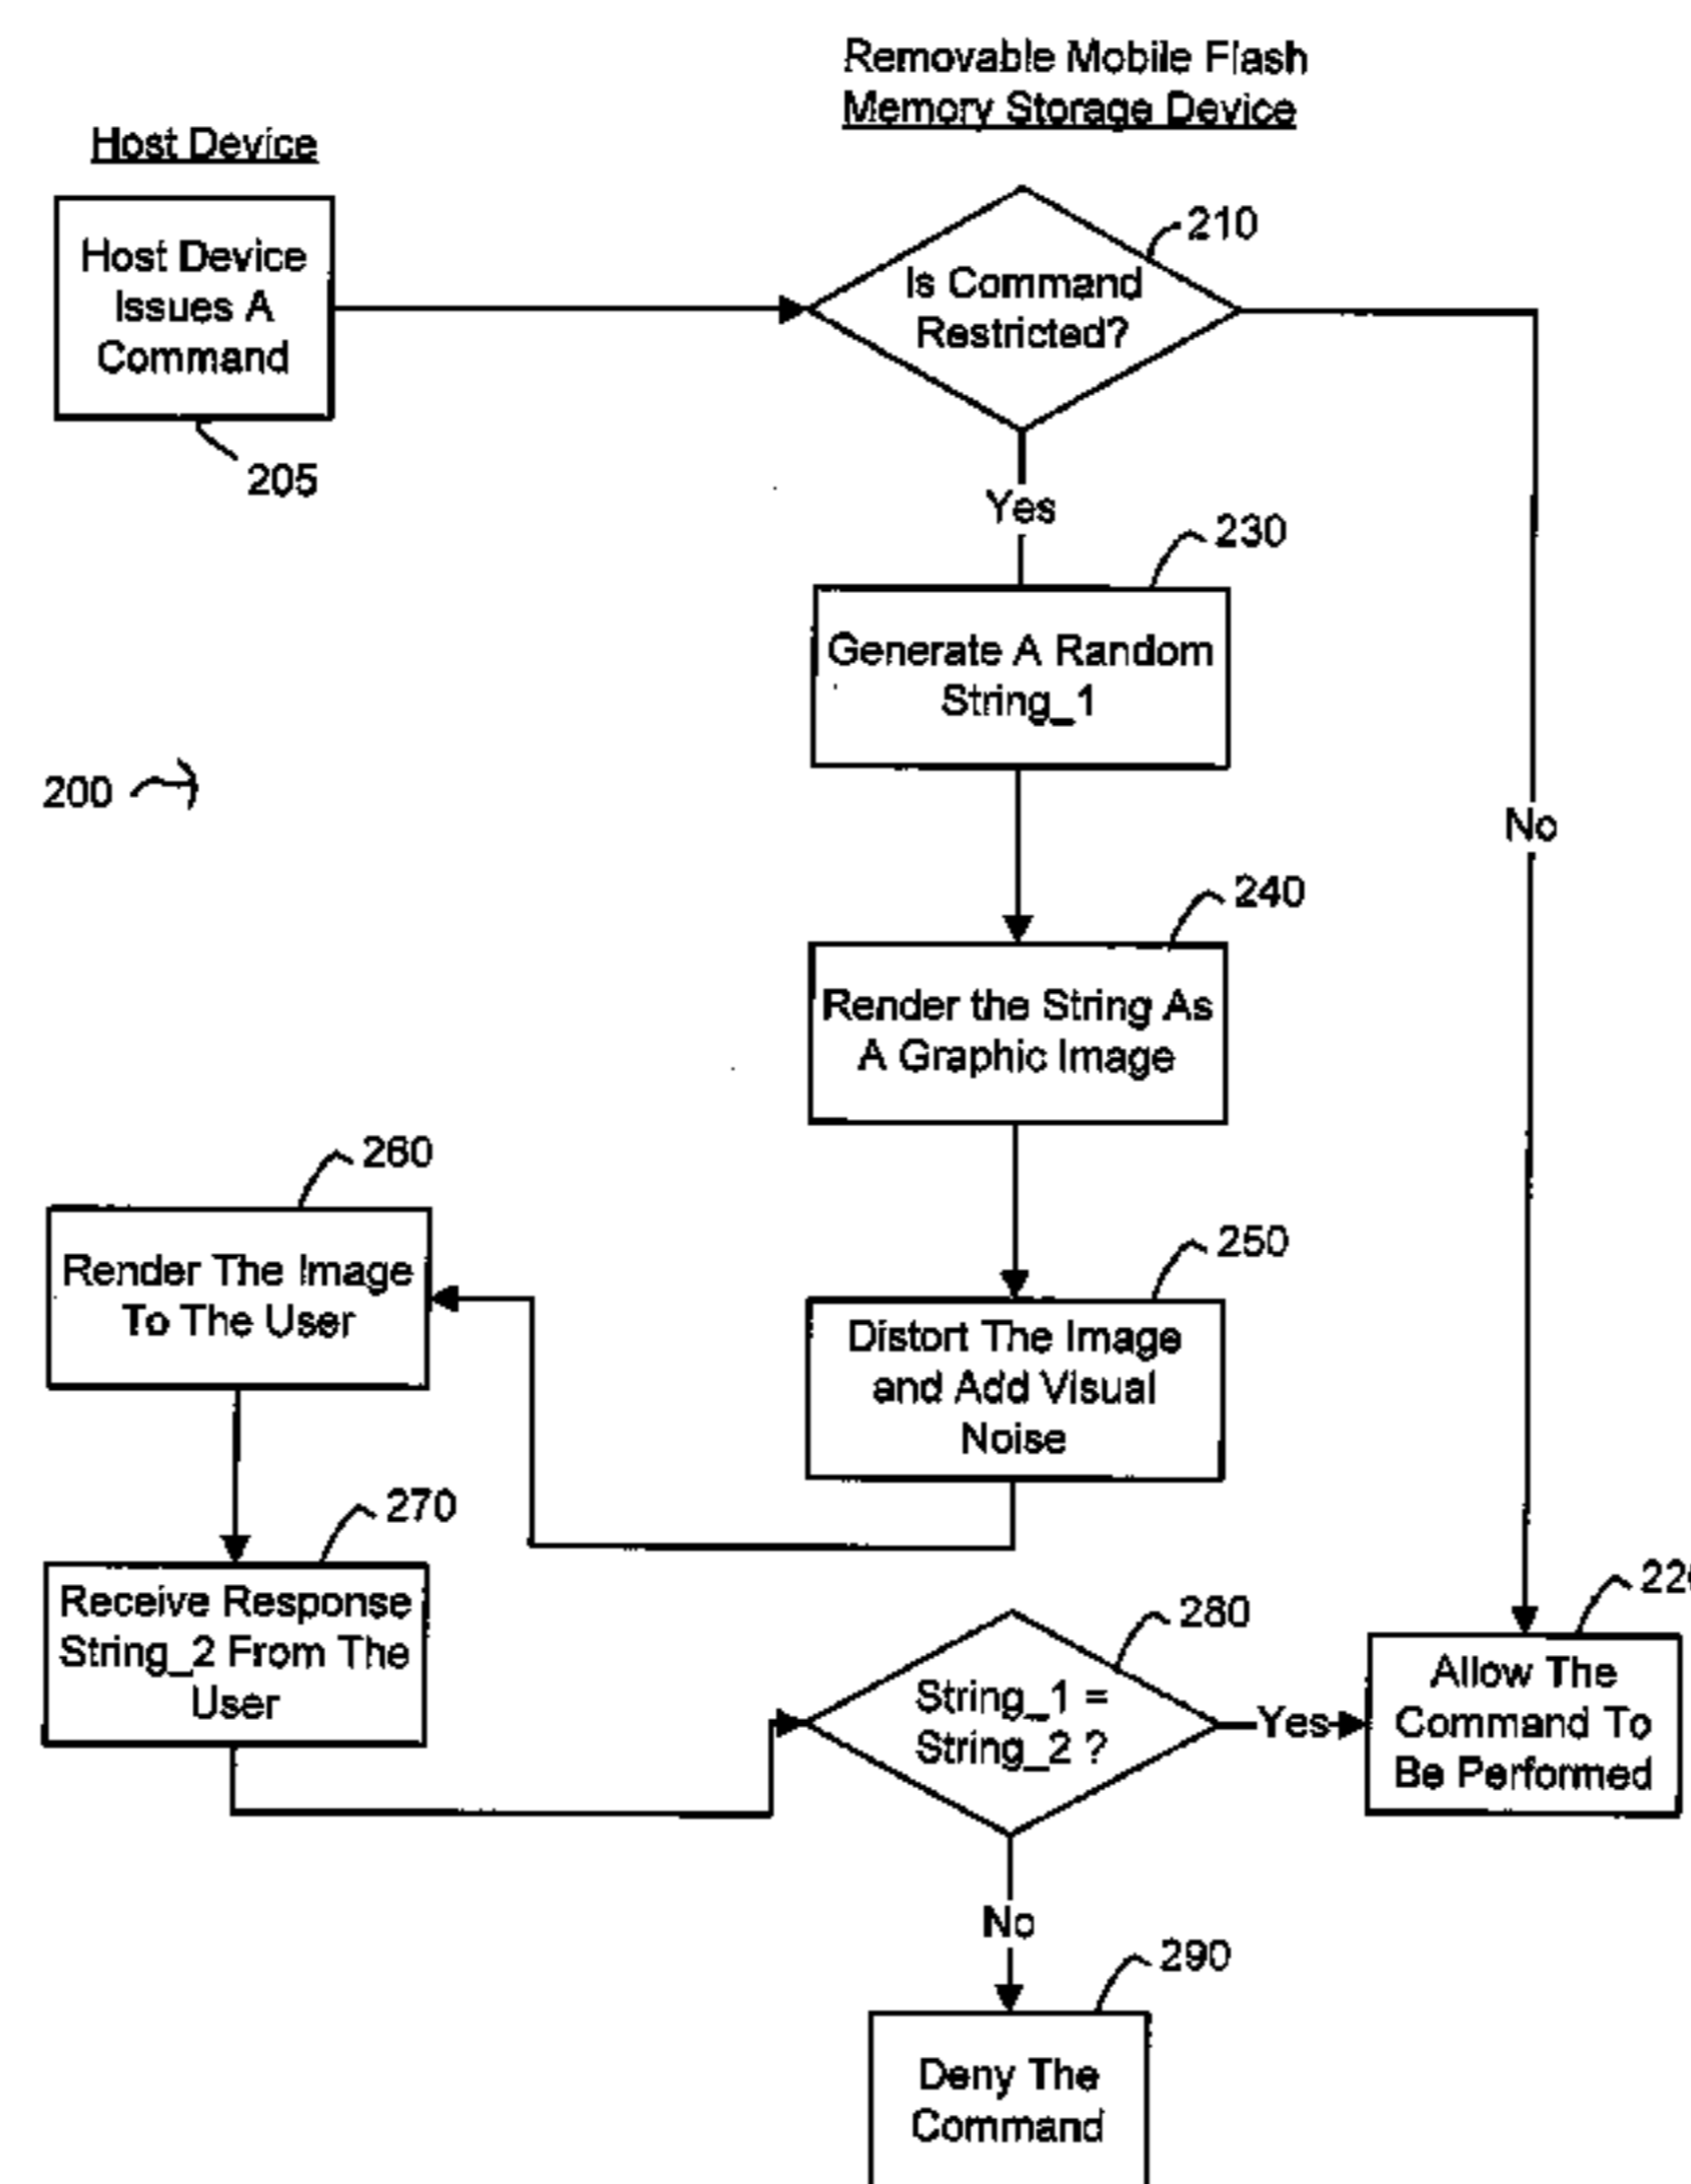 Removable Mobile Flash
Memory Storage Device
Host Device
Host Device
Issues A
Command
205
Is Command
Restricted?
210
Yes
No
230
Generate A Random
String_1
200
240
Render the String As
A Graphic Image
250
Distort The Image
and Add Visual
Noise
260
Render The Image
To The User
270
Receive Response
String_2 From The
User
280
String_1 =
String_2 ?
Yes
220
Allow The
Command To
Be Performed
No
290
Deny The
Command